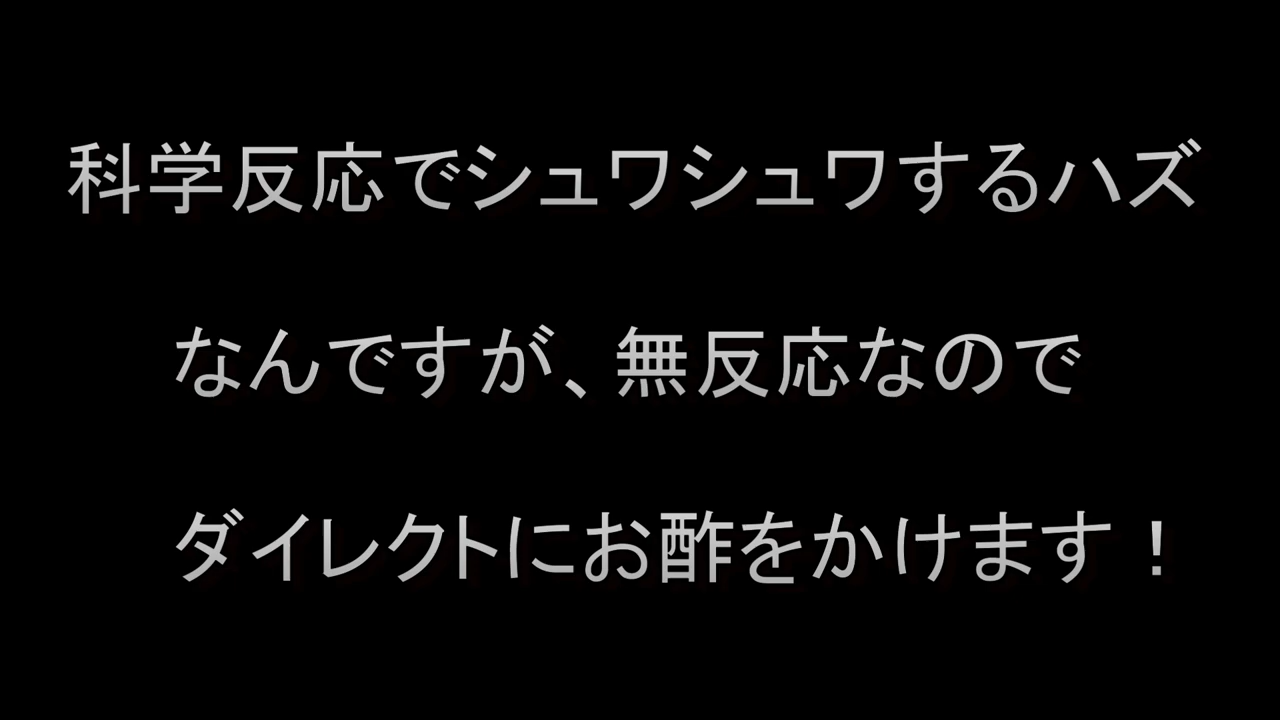 科学反応でシュワシュワするハズ
なんですが、無反応なので
ダイレクトにお酢をかけます！